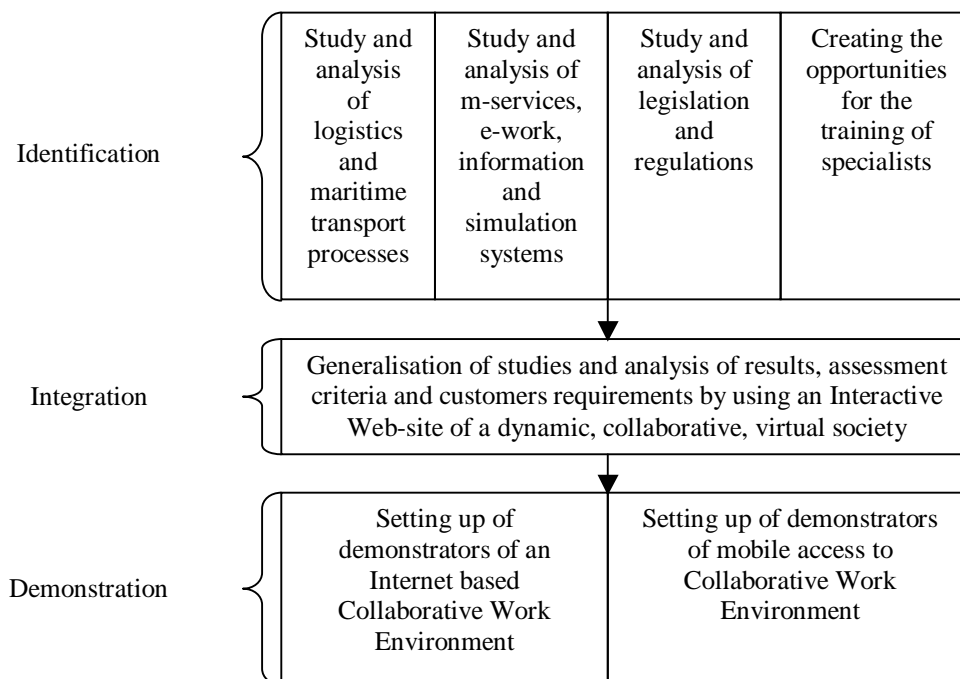 Identification
Study and
analysis
of
logistics
and
maritime
transport
processes
Study and
analysis of
m-services,
e-work,
information
and
simulation
systems
Study and
analysis of
legislation
and
regulations
Creating the
opportunities
for the
training of
specialists
Integration
Generalisation of studies and analysis of results, assessment
criteria and customers requirements by using an Interactive
Web-site of a dynamic, collaborative, virtual society
Demonstration
Setting up of
demonstrators of an
Internet based
Collaborative Work
Environment
Setting up of demonstrators
of mobile access to
Collaborative Work
Environment